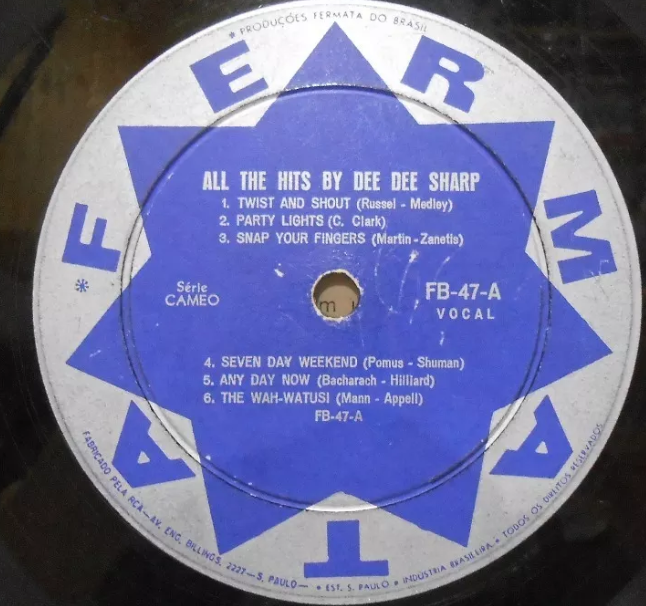 * PRODUÇÕES FERMATA DO BRASIL
* FERMATA
ALL THE HITS BY DEE DEE SHARP
1. TWIST AND SHOUT (Russel - Medley)
2. PARTY LIGHTS (C. Clark)
3. SNAP YOUR FINGERS (Martin - Zanetis)
Série
CAMEO
FB-47-A
VOCAL
4. SEVEN DAY WEEKEND (Pomus - Shuman)
5. ANY DAY NOW (Bacharach - Hilliard)
6. THE WAH-WATUSI (Mann - Appell)
FB-47-A
FABRICADO PELA RCA — AV. ENG. BILLINGS, 2227 — S. PAULO — * EST. S. PAULO * INDÚSTRIA BRASILEIRA * TODOS OS DIREITOS RESERVADOS